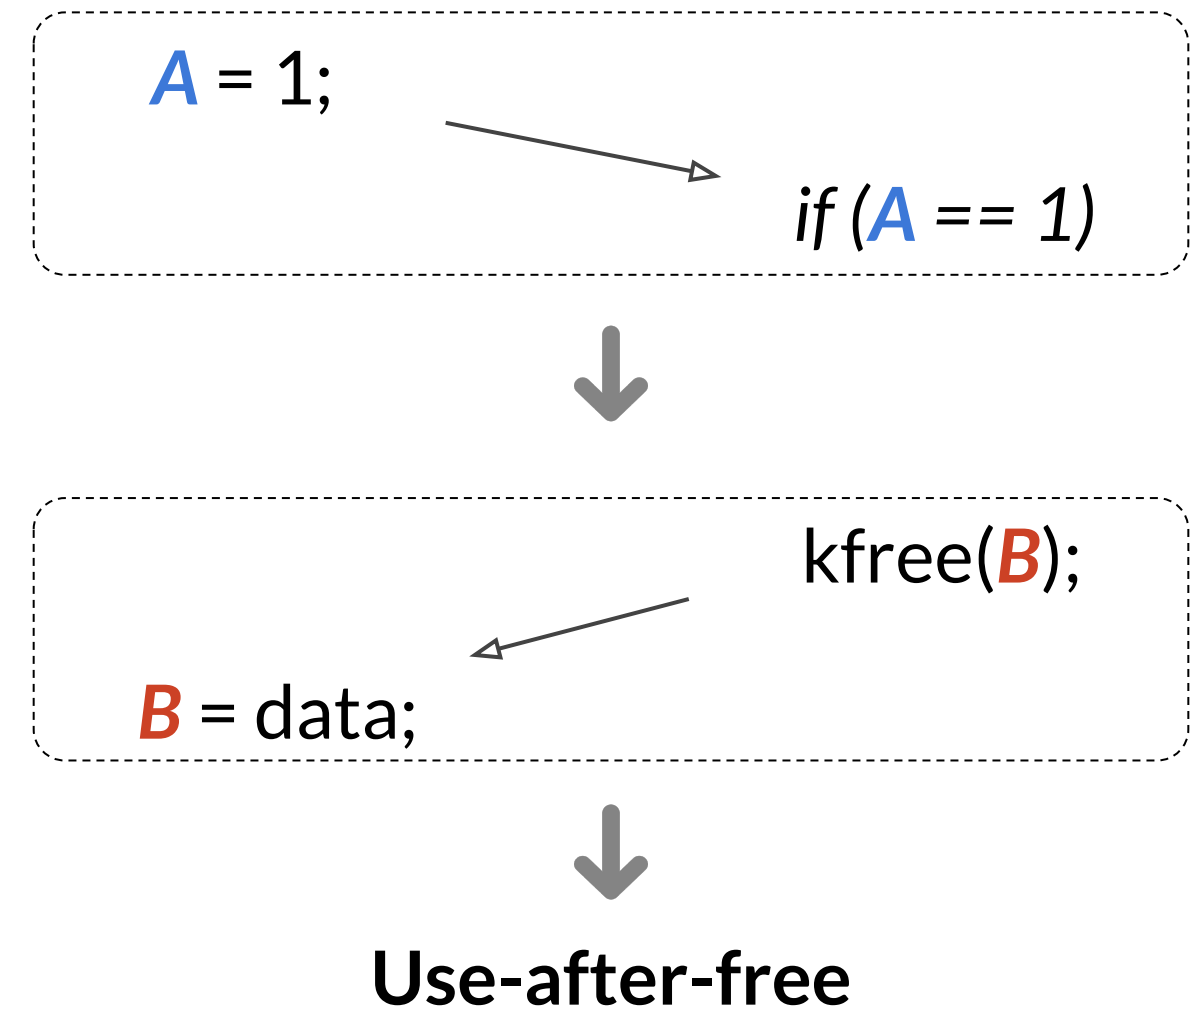 A = 1;
if (A == 1)
kfree(B);
B = data;
Use-after-free